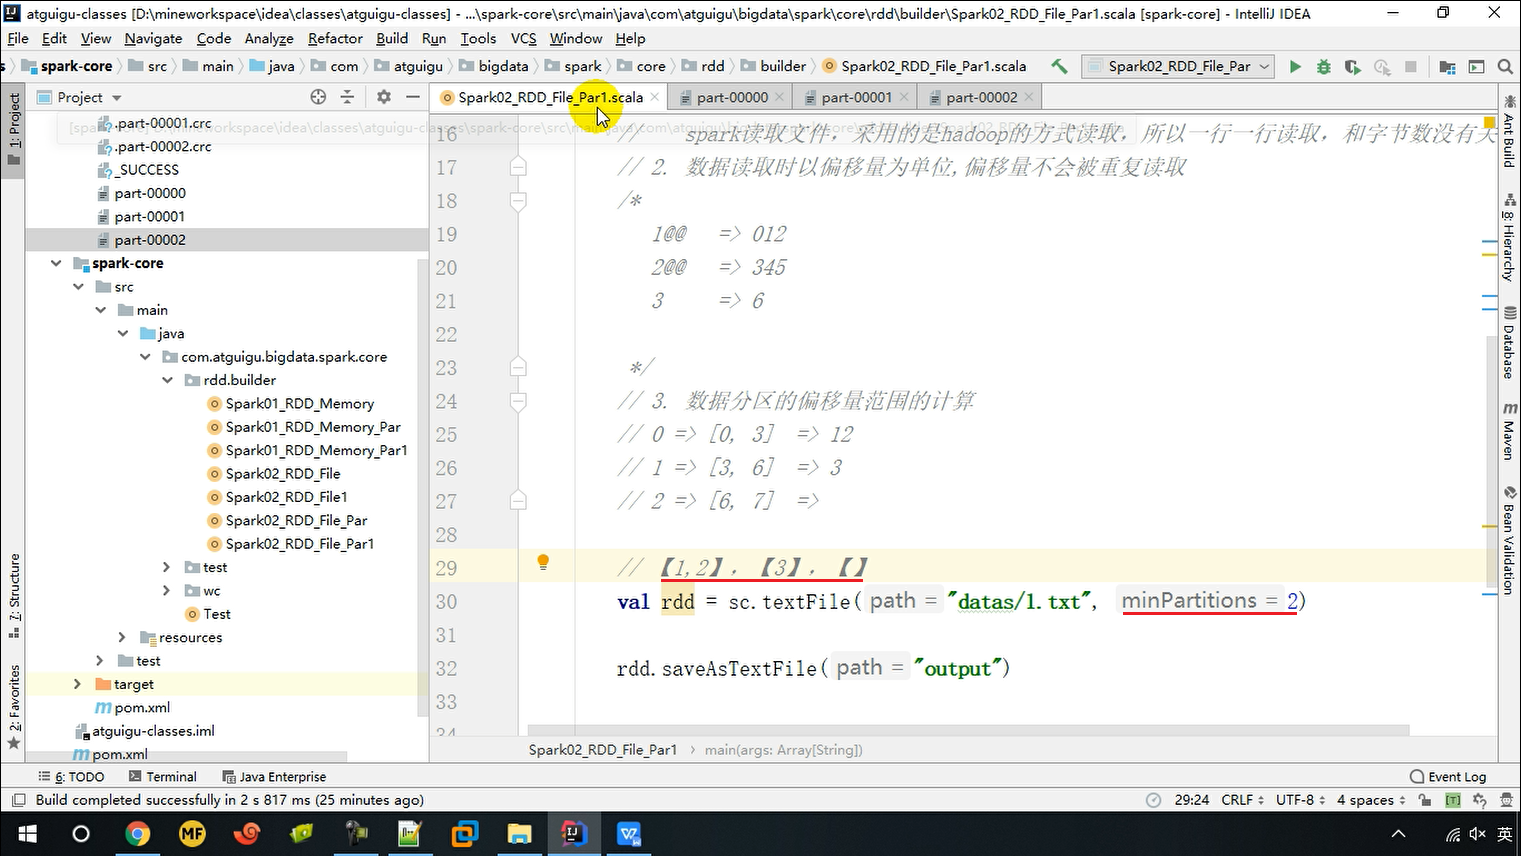 atguigu-classes [D:\mineworkspace\idea\classes\atguigu-classes] - ...\spark-core\src\main\java\com\atguigu\bigdata\spark\core\rdd\builder\Spark02_RDD_File_Par1.scala [spark-core] - IntelliJ IDEA
File Edit View Navigate Code Analyze Refactor Build Run Tools VCS Window Help
s spark-core src main java com atguigu bigdata spark core rdd builder Spark02_RDD_File_Par1.scala Spark02_RDD_File_Par
Project
Spark02_RDD_File_Par1.scala part-00000 part-00001 part-00002
1: Project
7: Structure
2: Favorites
.part-00001.crc
.part-00002.crc
_SUCCESS
part-00000
part-00001
part-00002
spark-core
src
main
java
com.atguigu.bigdata.spark.core
rdd.builder
Spark01_RDD_Memory
Spark01_RDD_Memory_Par
Spark01_RDD_Memory_Par1
Spark02_RDD_File
Spark02_RDD_File1
Spark02_RDD_File_Par
Spark02_RDD_File_Par1
test
wc
Test
resources
test
target
pom.xml
atguigu-classes.iml
pom.xml
16 // spark读取文件，采用的是hadoop的方式读取，所以一行一行读取，和字节数没有关
17 // 2. 数据读取时以偏移量为单位,偏移量不会被重复读取
18 /*
19 1@@ => 012
20 2@@ => 345
21 3 => 6
22
23 */
24 // 3. 数据分区的偏移量范围的计算
25 // 0 => [0, 3] => 12
26 // 1 => [3, 6] => 3
27 // 2 => [6, 7] =>
28
29 // 【1,2】，【3】，【】
30 val rdd = sc.textFile( path = "datas/1.txt", minPartitions = 2)
31
32 rdd.saveAsTextFile( path = "output")
33
34
Ant Build
8: Hierarchy
Database
Maven
Bean Validation
Spark02_RDD_File_Par1 › main(args: Array[String])
6: TODO Terminal Java Enterprise Event Log
Build completed successfully in 2 s 817 ms (25 minutes ago) 29:24 CRLF UTF-8 4 spaces [T]
MF 英